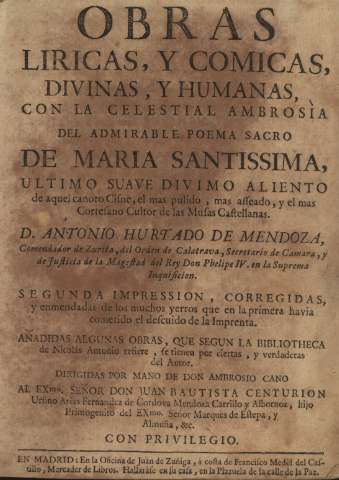 OBRAS
LIRICAS, Y COMICAS,
DIVINAS, Y HUMANAS,
CON LA CELESTIAL AMBROSÌA
DEL ADMIRABLE POEMA SACRO
DE MARIA SANTISSIMA,
ULTIMO SUAVE DIVIMO ALIENTO
de aquel canoro Cisne, el mas pulido, mas asseado, y el mas
Cortesano Cultor de las Musas Castellanas.
D. ANTONIO HURTADO DE MENDOZA,
Comendador de Zurita, del Orden de Calatrava, Secretario de Camara, y
de Justicia de la Magestad del Rey Don Phelipe IV. en la Suprema
Inquisicion.
SEGUNDA IMPRESSION, CORREGIDAS,
y enmendadas de los muchos yerros que en la primera havia
cometido el descuido de la Imprenta.
AÑADIDAS ALGUNAS OBRAS, QUE SEGUN LA BIBLIOTHECA
de Nicolàs Antonio refiere, se tienen por ciertas, y verdaderas
del Autor.
DIRIGIDAS POR MANO DE DON AMBROSIO CANO
AL EXmo. SEÑOR DON JUAN BAUTISTA CENTURION
Ursino Arias Fernandez de Cordova Mendoza Carrillo y Albornoz, hijo
Primogenito del EXmo. Señor Marquès de Estepa, y
Almuña, &c.
CON PRIVILEGIO.
EN MADRID: En la Oficina de Juan de Zuñiga, à costa de Francisco Medèl del Cas-
tillo, Mercader de Libros. Hallaràse en su casa, en la Plazuela de la calle de la Paz.